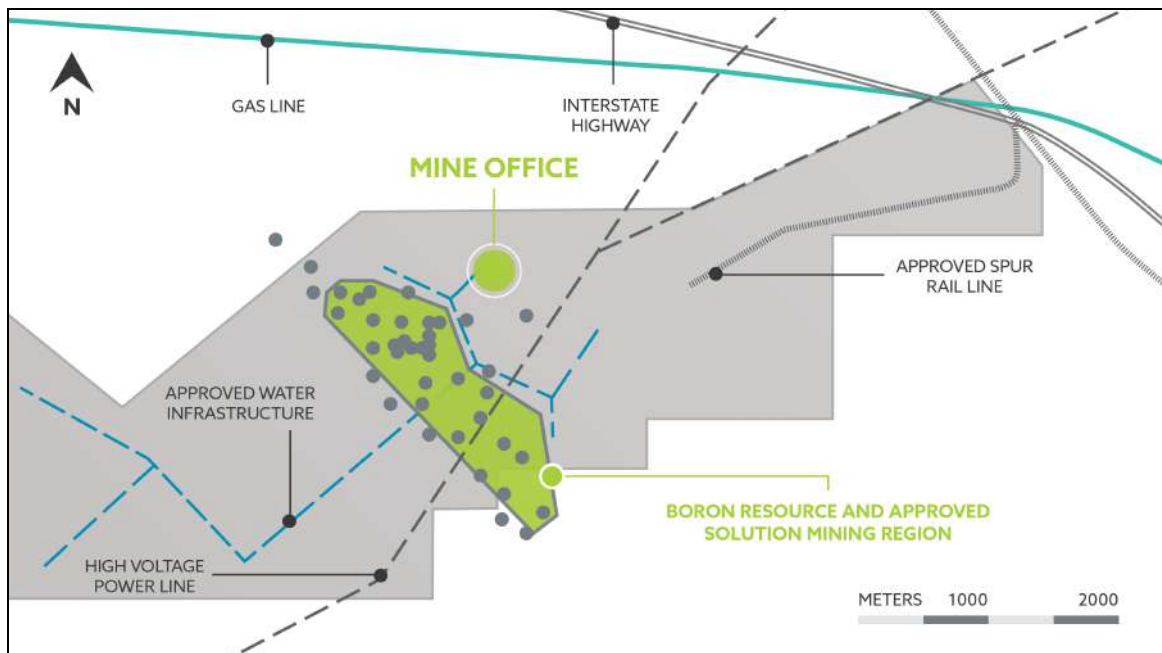 N
GAS LINE
INTERSTATE
HIGHWAY
MINE OFFICE
APPROVED SPUR
RAIL LINE
APPROVED WATER
INFRASTRUCTURE
BORON RESOURCE AND APPROVED
SOLUTION MINING REGION
HIGH VOLTAGE
POWER LINE
METERS 1000 2000